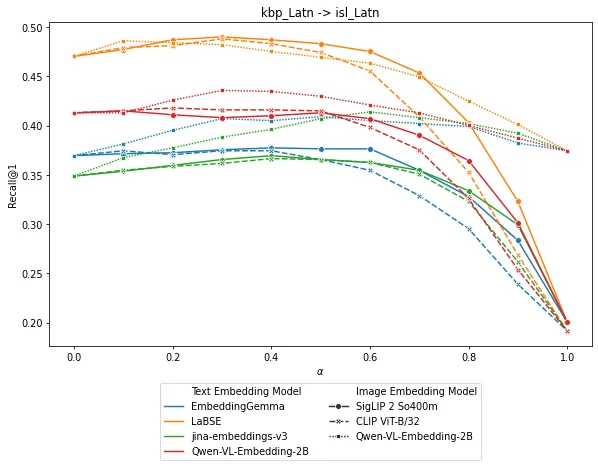 kbp_Latn -> isl_Latn
0.50
0.45
0.40
0.35
0.30
0.25
0.20
Recall@1
0.0 0.2 0.4 0.6 0.8 1.0
α
Text Embedding Model Image Embedding Model
EmbeddingGemma SigLIP 2 So400m
LaBSE CLIP ViT-B/32
jina-embeddings-v3 Qwen-VL-Embedding-2B
Qwen-VL-Embedding-2B